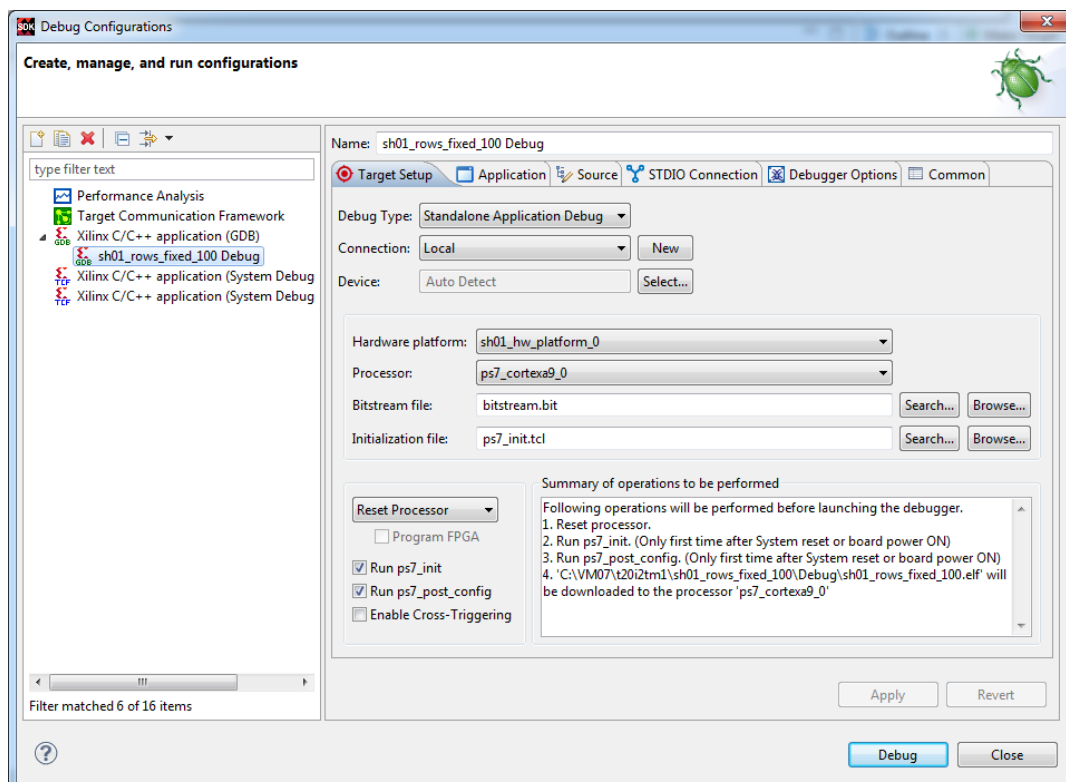 SDK Debug Configurations
Create, manage, and run configurations
type filter text
Performance Analysis
Target Communication Framework
GDB Xilinx C/C++ application (GDB)
GDB sh01_rows_fixed_100 Debug
TCF Xilinx C/C++ application (System Debug
TCF Xilinx C/C++ application (System Debug
Filter matched 6 of 16 items
Name: sh01_rows_fixed_100 Debug
Target Setup Application Source STDIO Connection Debugger Options Common
Debug Type: Standalone Application Debug
Connection: Local New
Device: Auto Detect Select...
Hardware platform: sh01_hw_platform_0
Processor: ps7_cortexa9_0
Bitstream file: bitstream.bit Search... Browse...
Initialization file: ps7_init.tcl Search... Browse...
Reset Processor
Program FPGA
Run ps7_init
Run ps7_post_config
Enable Cross-Triggering
Summary of operations to be performed
Following operations will be performed before launching the debugger.
1. Reset processor.
2. Run ps7_init. (Only first time after System reset or board power ON)
3. Run ps7_post_config. (Only first time after System reset or board power ON)
4. 'C:\VM07\t20i2tm1\sh01_rows_fixed_100\Debug\sh01_rows_fixed_100.elf' will
be downloaded to the processor 'ps7_cortexa9_0'
Apply Revert
? Debug Close